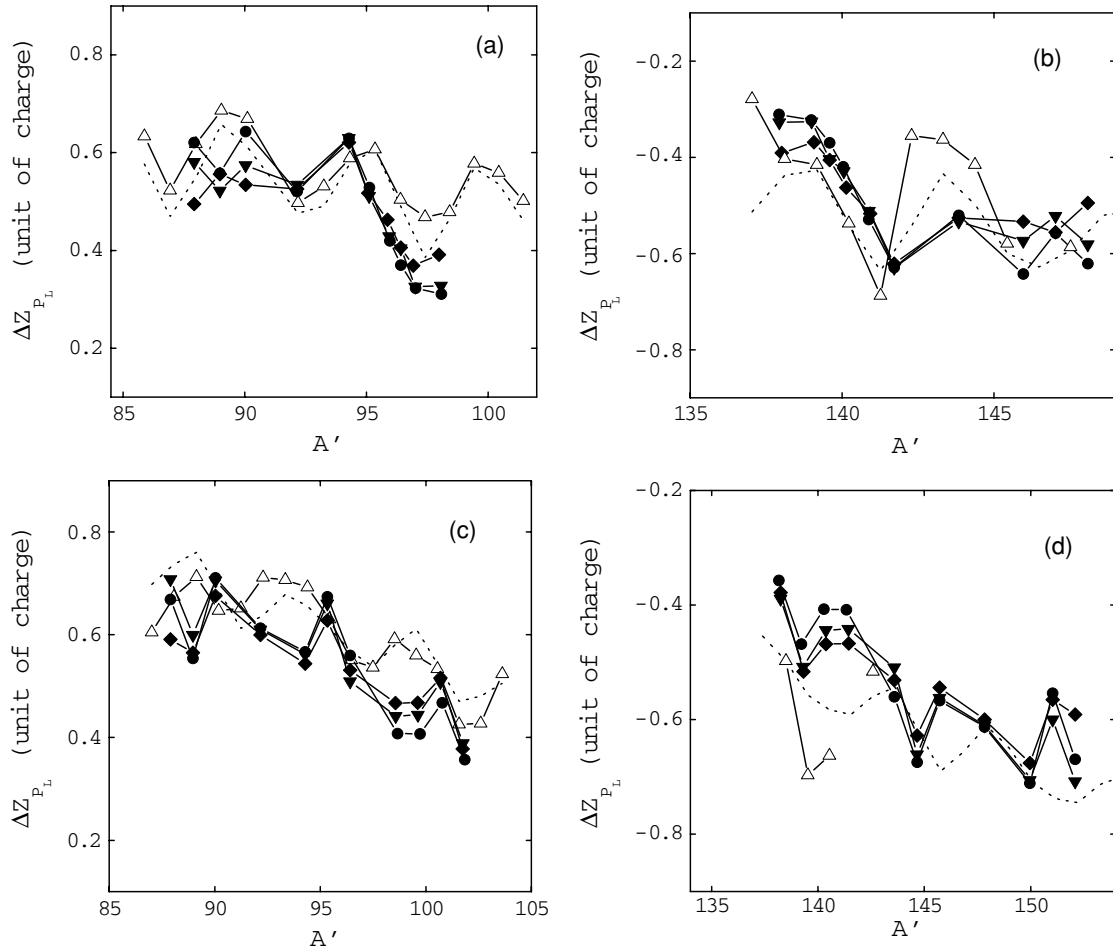 (a)
ΔZ_{P_L} (unit of charge)
0.8
0.6
0.4
0.2
85 90 95 100
A'
(b)
ΔZ_{P_L} (unit of charge)
-0.2
-0.4
-0.6
-0.8
135 140 145
A'
(c)
ΔZ_{P_L} (unit of charge)
0.8
0.6
0.4
0.2
85 90 95 100 105
A'
(d)
ΔZ_{P_L} (unit of charge)
-0.2
-0.4
-0.6
-0.8
135 140 145 150
A'